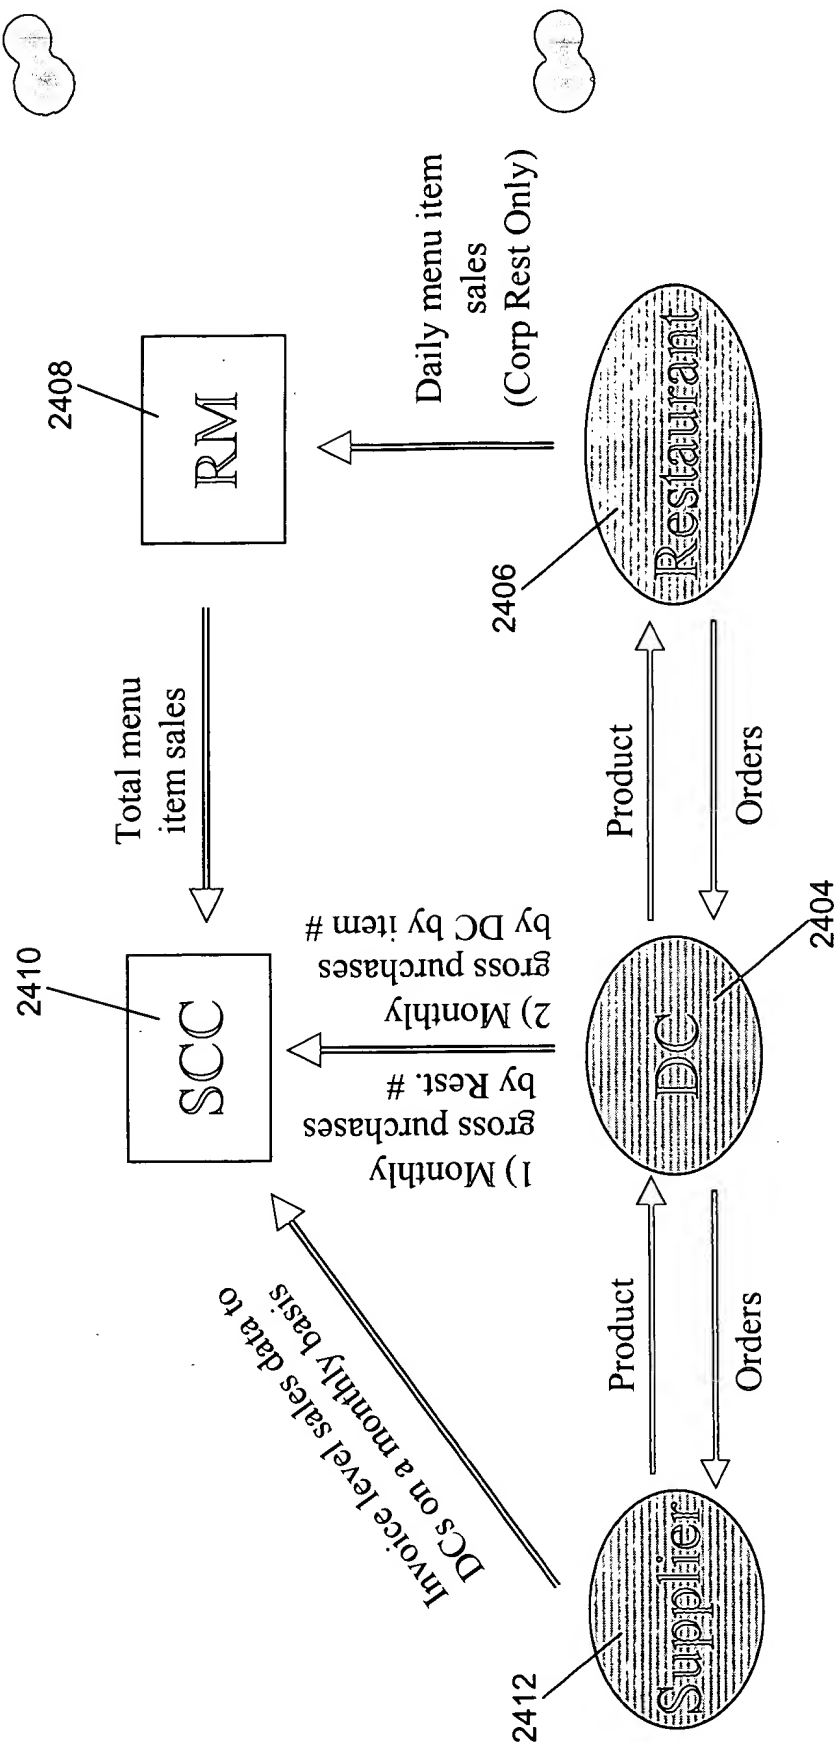 2410
SCC
Total menu
item sales
2408
RM
Invoice level sales data to
DCs on a monthly basis
1) Monthly
gross purchases
by Rest. #
2) Monthly
gross purchases
by DC by item #
Daily menu item
sales
(Corp Rest Only)
2412
Supplier
Product
Orders
DC
2404
Product
Orders
2406
Restaurant